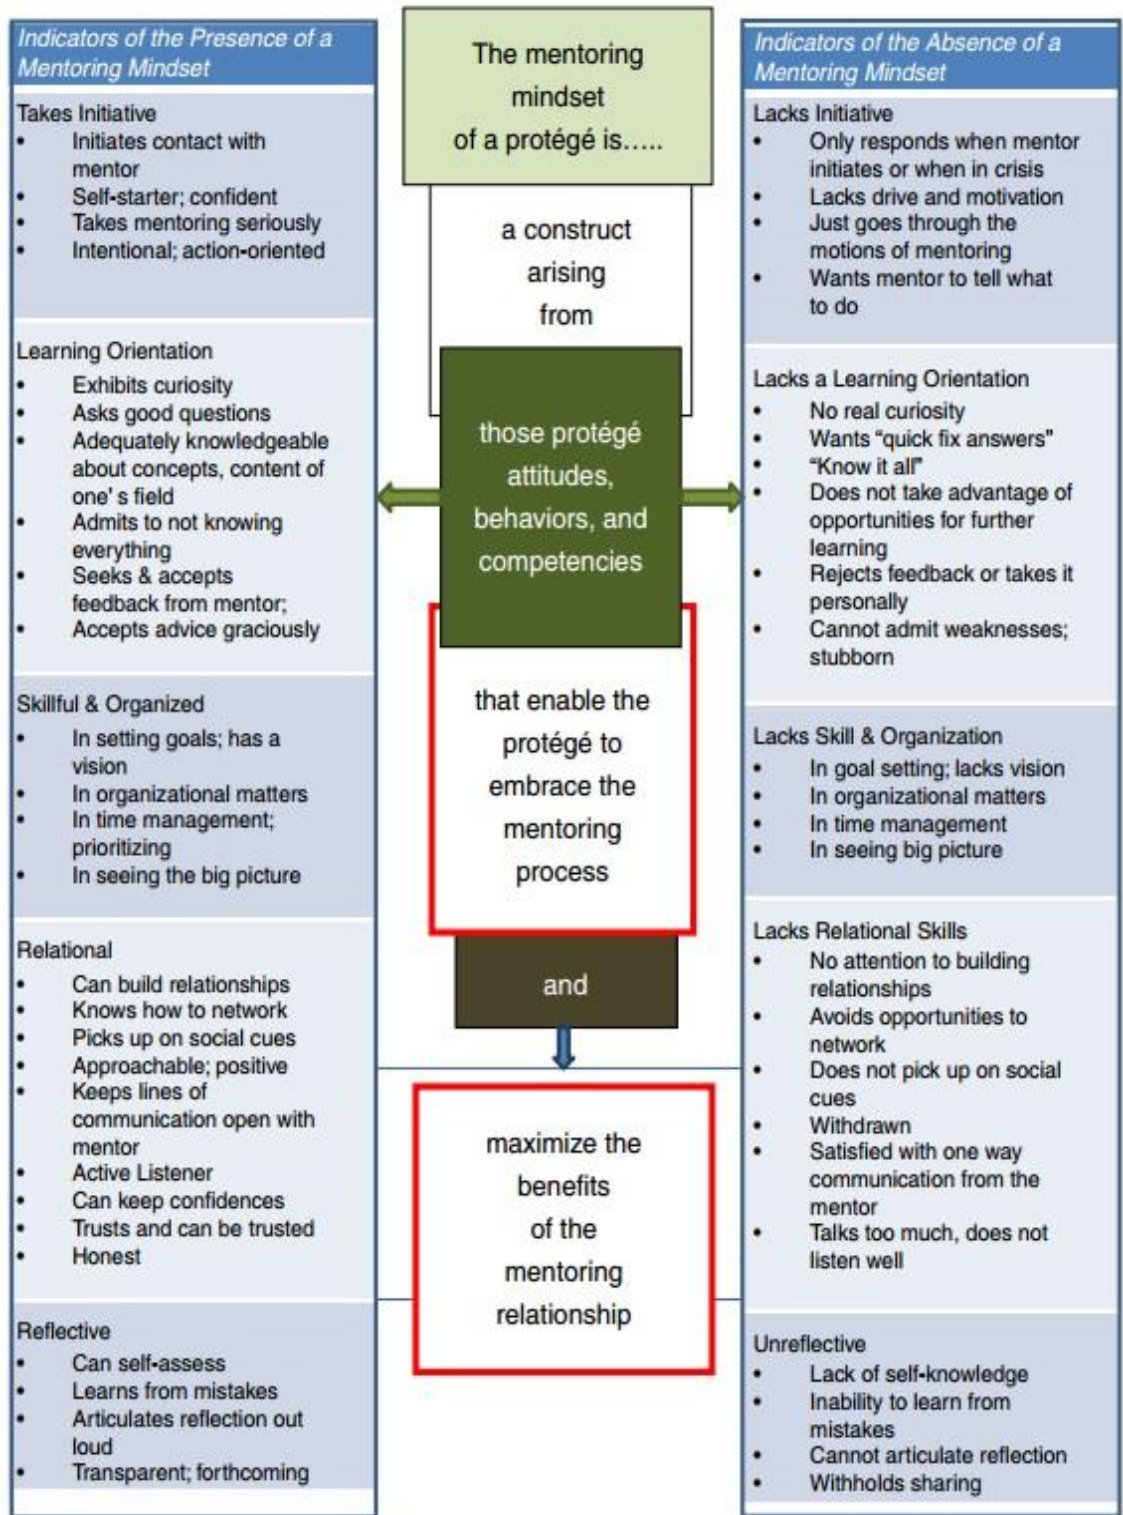 Indicators of the Presence of a
Mentoring Mindset
Takes Initiative
• Initiates contact with
mentor
• Self-starter; confident
• Takes mentoring seriously
• Intentional; action-oriented
Learning Orientation
• Exhibits curiosity
• Asks good questions
• Adequately knowledgeable
about concepts, content of
one's field
• Admits to not knowing
everything
• Seeks & accepts
feedback from mentor;
• Accepts advice graciously
Skillful & Organized
• In setting goals; has a
vision
• In organizational matters
• In time management;
prioritizing
• In seeing the big picture
Relational
• Can build relationships
• Knows how to network
• Picks up on social cues
• Approachable; positive
• Keeps lines of
communication open with
mentor
• Active Listener
• Can keep confidences
• Trusts and can be trusted
• Honest
Reflective
• Can self-assess
• Learns from mistakes
• Articulates reflection out
loud
• Transparent; forthcoming
The mentoring
mindset
of a protégé is.....
a construct
arising
from
those protégé
attitudes,
behaviors, and
competencies
that enable the
protégé to
embrace the
mentoring
process
and
maximize the
benefits
of the
mentoring
relationship
Indicators of the Absence of a
Mentoring Mindset
Lacks Initiative
• Only responds when mentor
initiates or when in crisis
• Lacks drive and motivation
• Just goes through the
motions of mentoring
• Wants mentor to tell what
to do
Lacks a Learning Orientation
• No real curiosity
• Wants “quick fix answers”
• “Know it all”
• Does not take advantage of
opportunities for further
learning
• Rejects feedback or takes it
personally
• Cannot admit weaknesses;
stubborn
Lacks Skill & Organization
• In goal setting; lacks vision
• In organizational matters
• In time management
• In seeing big picture
Lacks Relational Skills
• No attention to building
relationships
• Avoids opportunities to
network
• Does not pick up on social
cues
• Withdrawn
• Satisfied with one way
communication from the
mentor
• Talks too much, does not
listen well
Unreflective
• Lack of self-knowledge
• Inability to learn from
mistakes
• Cannot articulate reflection
• Withholds sharing